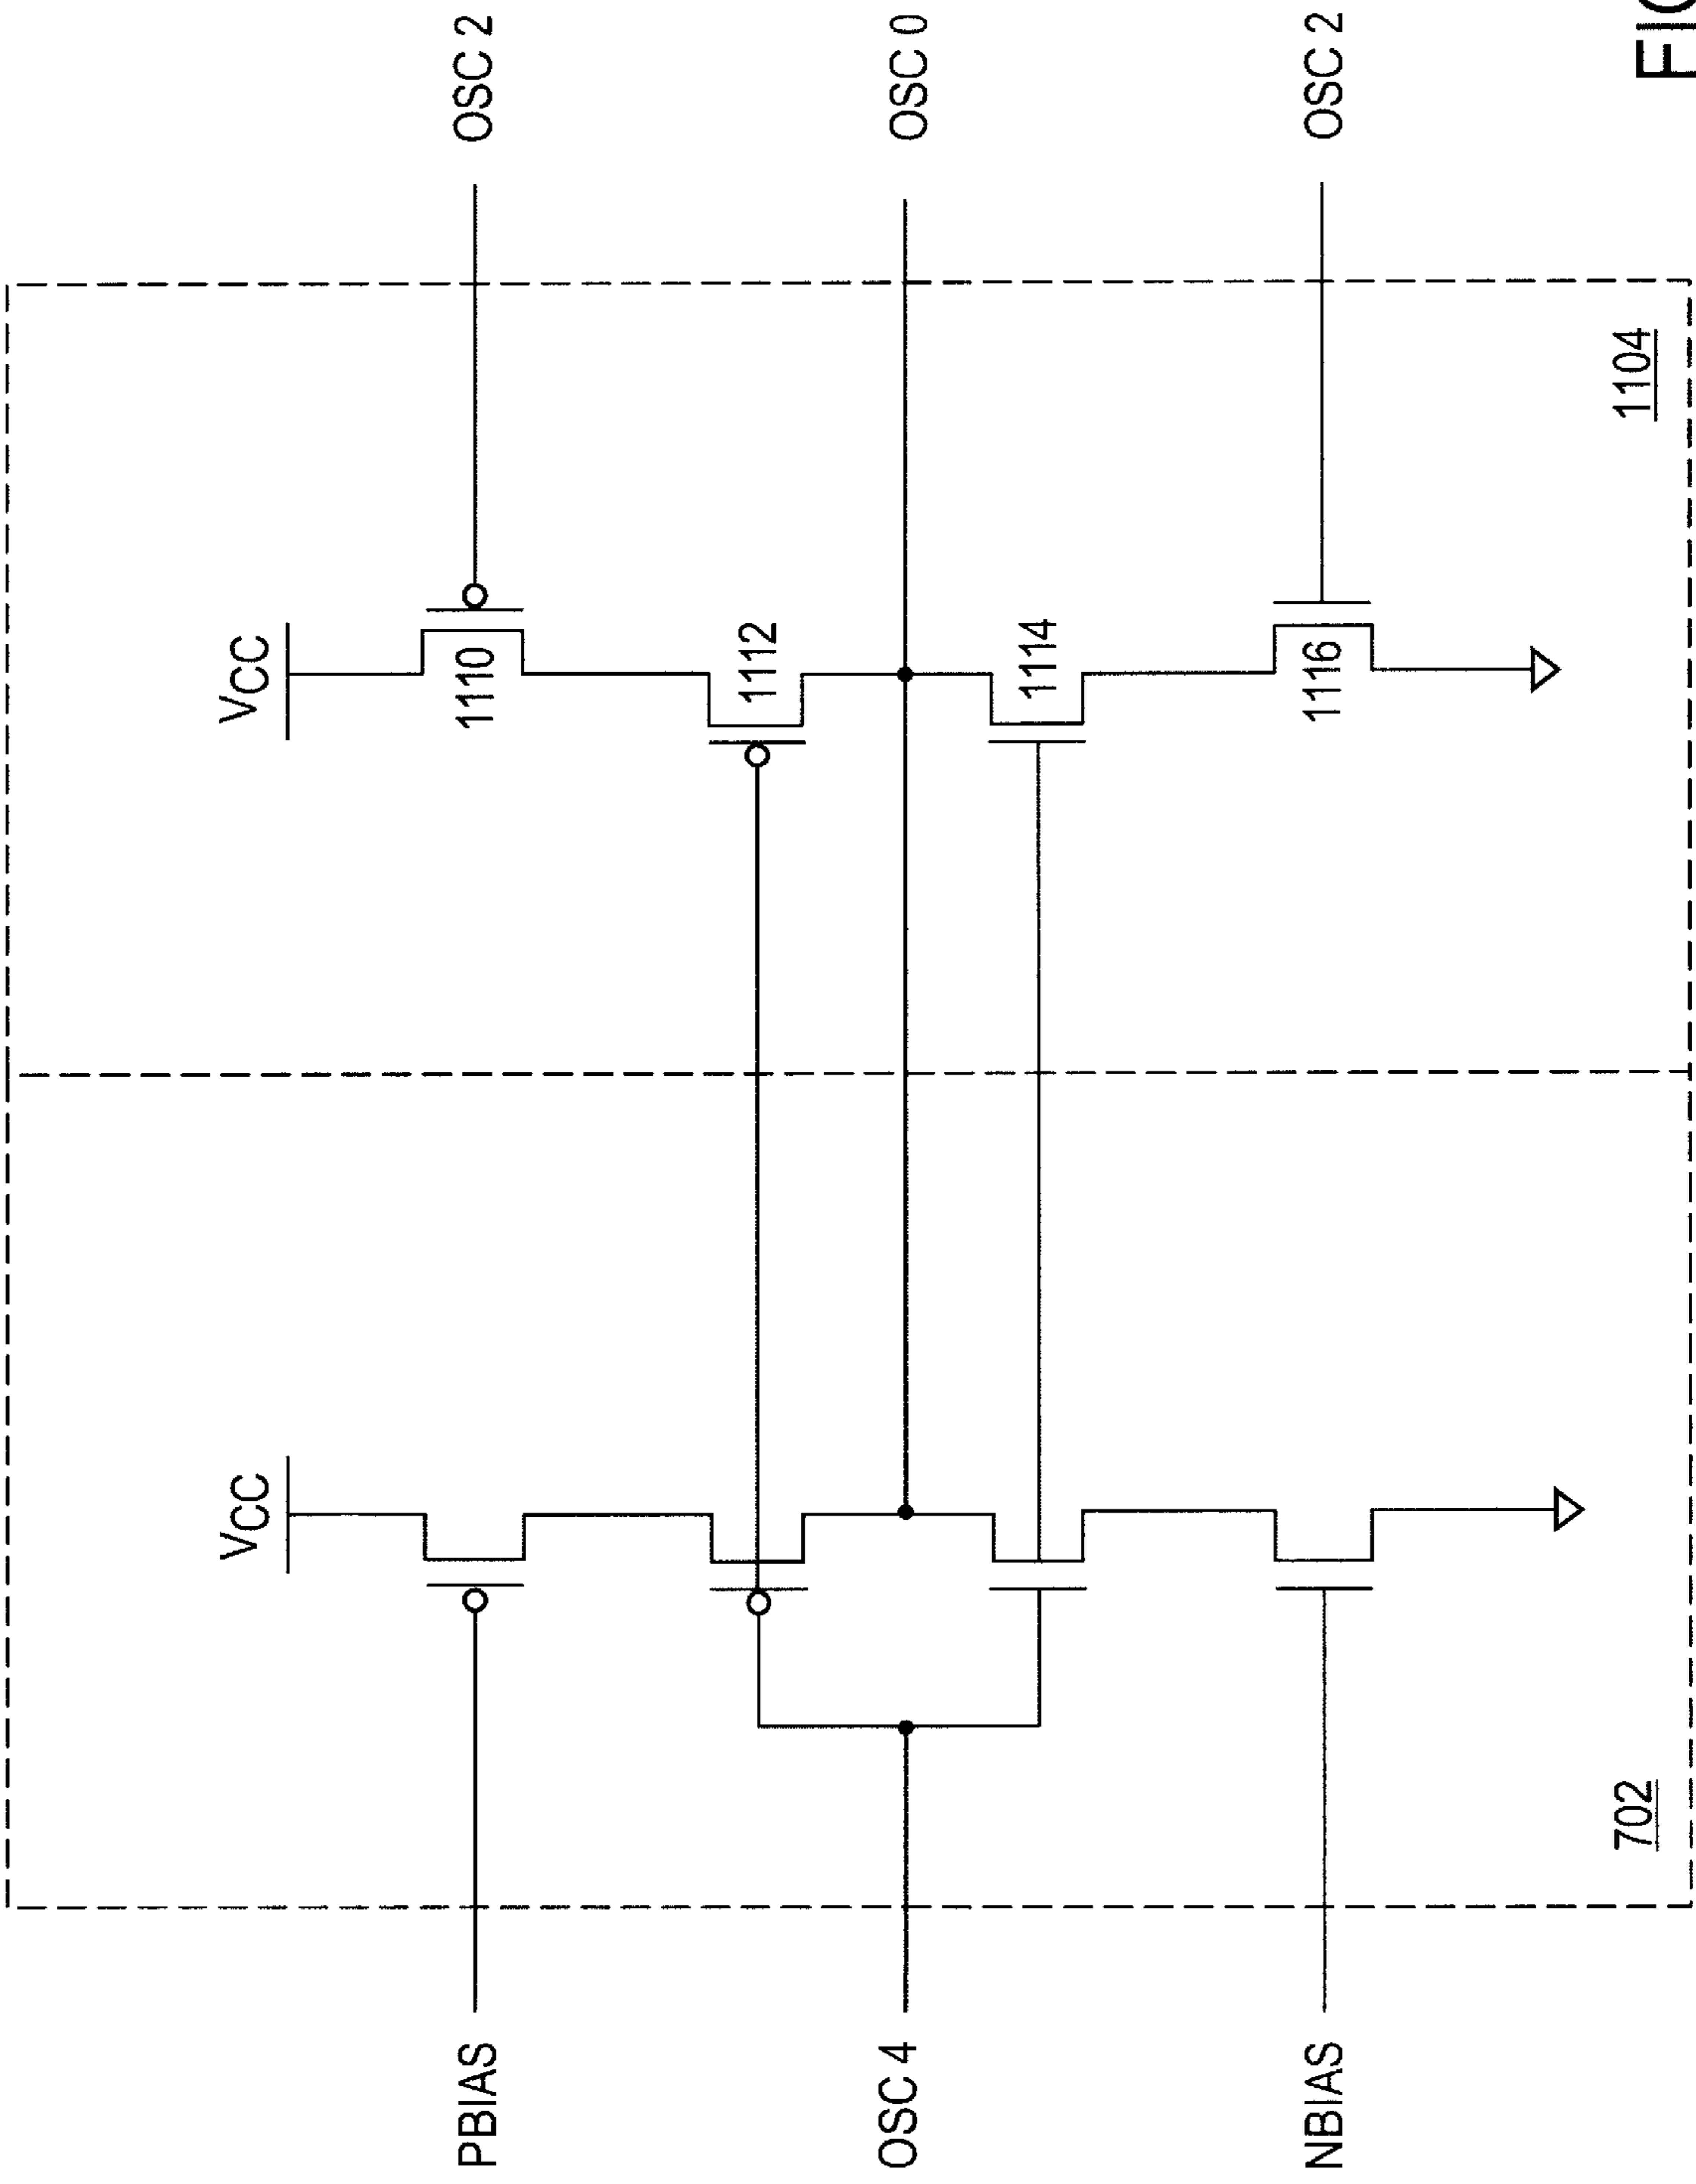 PBIAS
OSC 4
NBIAS
702
VCC
VCC
1110
1112
1114
1116
1104
OSC 2
OSC 0
OSC 2